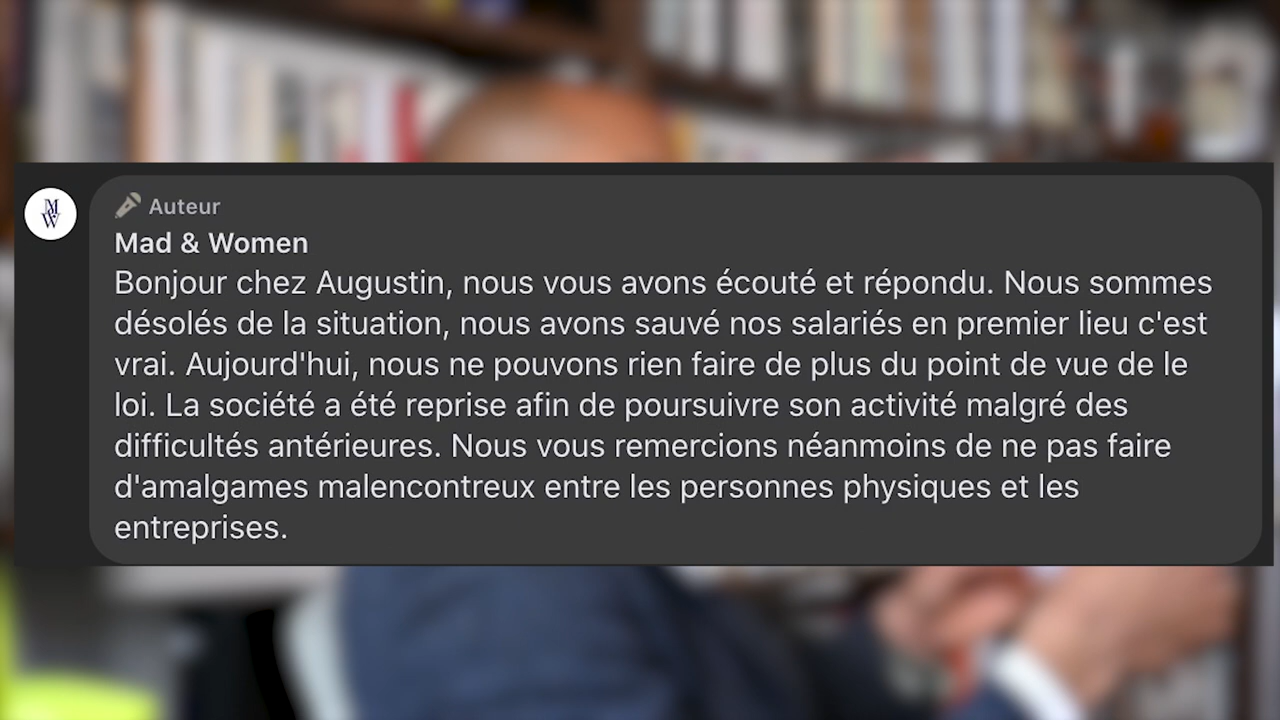 MW
Auteur
Mad & Women
Bonjour chez Augustin, nous vous avons écouté et répondu. Nous sommes
désolés de la situation, nous avons sauvé nos salariés en premier lieu c'est
vrai. Aujourd'hui, nous ne pouvons rien faire de plus du point de vue de le
loi. La société a été reprise afin de poursuivre son activité malgré des
difficultés antérieures. Nous vous remercions néanmoins de ne pas faire
d'amalgames malencontreux entre les personnes physiques et les
entreprises.